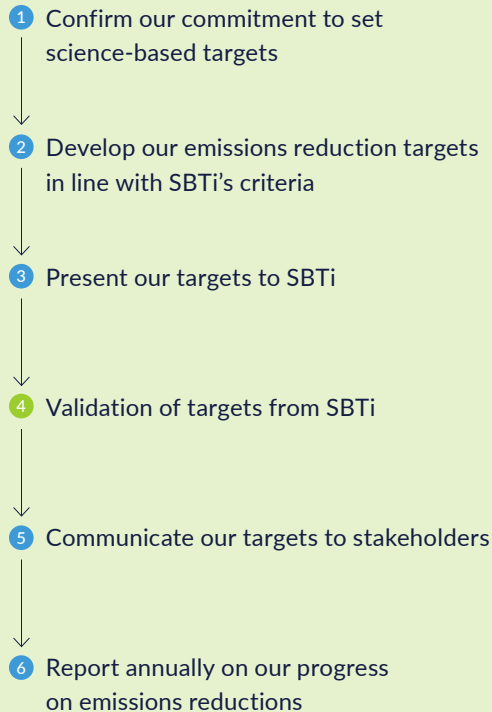 1 Confirm our commitment to set
science-based targets
2 Develop our emissions reduction targets
in line with SBTi’s criteria
3 Present our targets to SBTi
4 Validation of targets from SBTi
5 Communicate our targets to stakeholders
6 Report annually on our progress
on emissions reductions